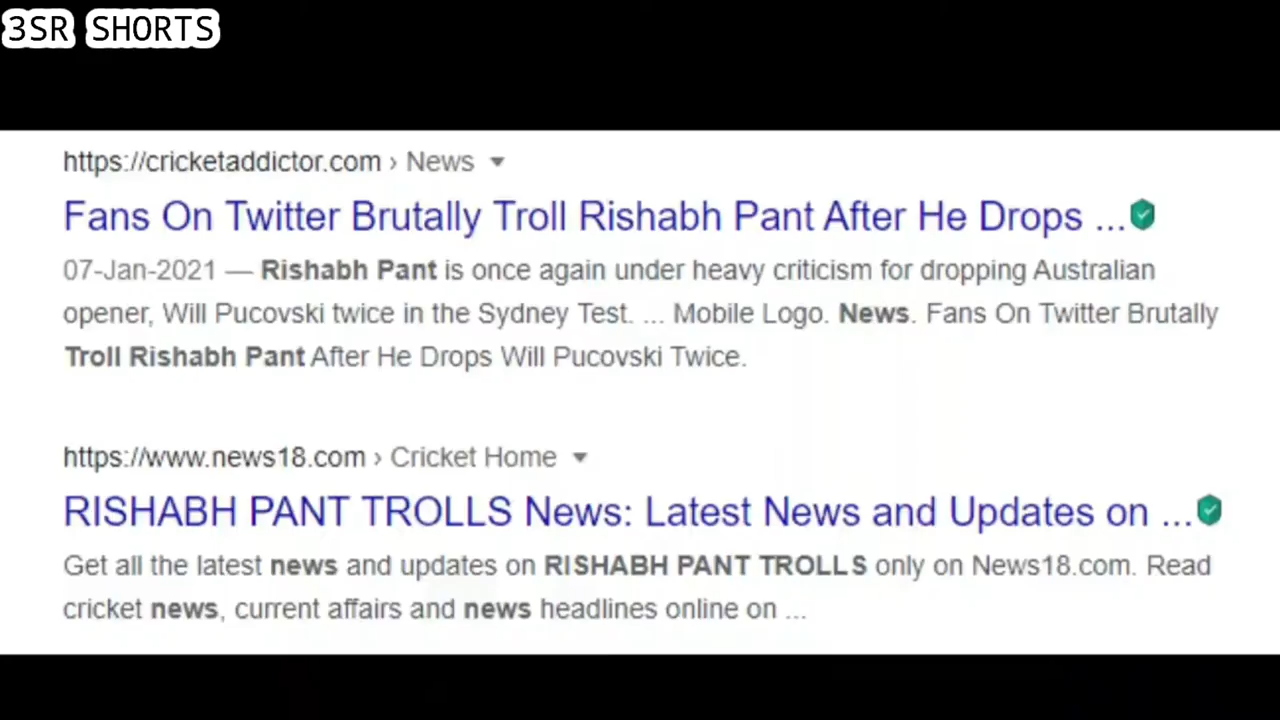 3SR SHORTS
https://cricketaddictor.com › News
Fans On Twitter Brutally Troll Rishabh Pant After He Drops ...
07-Jan-2021 — Rishabh Pant is once again under heavy criticism for dropping Australian
opener, Will Pucovski twice in the Sydney Test. ... Mobile Logo. News. Fans On Twitter Brutally
Troll Rishabh Pant After He Drops Will Pucovski Twice.
https://www.news18.com › Cricket Home
RISHABH PANT TROLLS News: Latest News and Updates on ...
Get all the latest news and updates on RISHABH PANT TROLLS only on News18.com. Read
cricket news, current affairs and news headlines online on ...